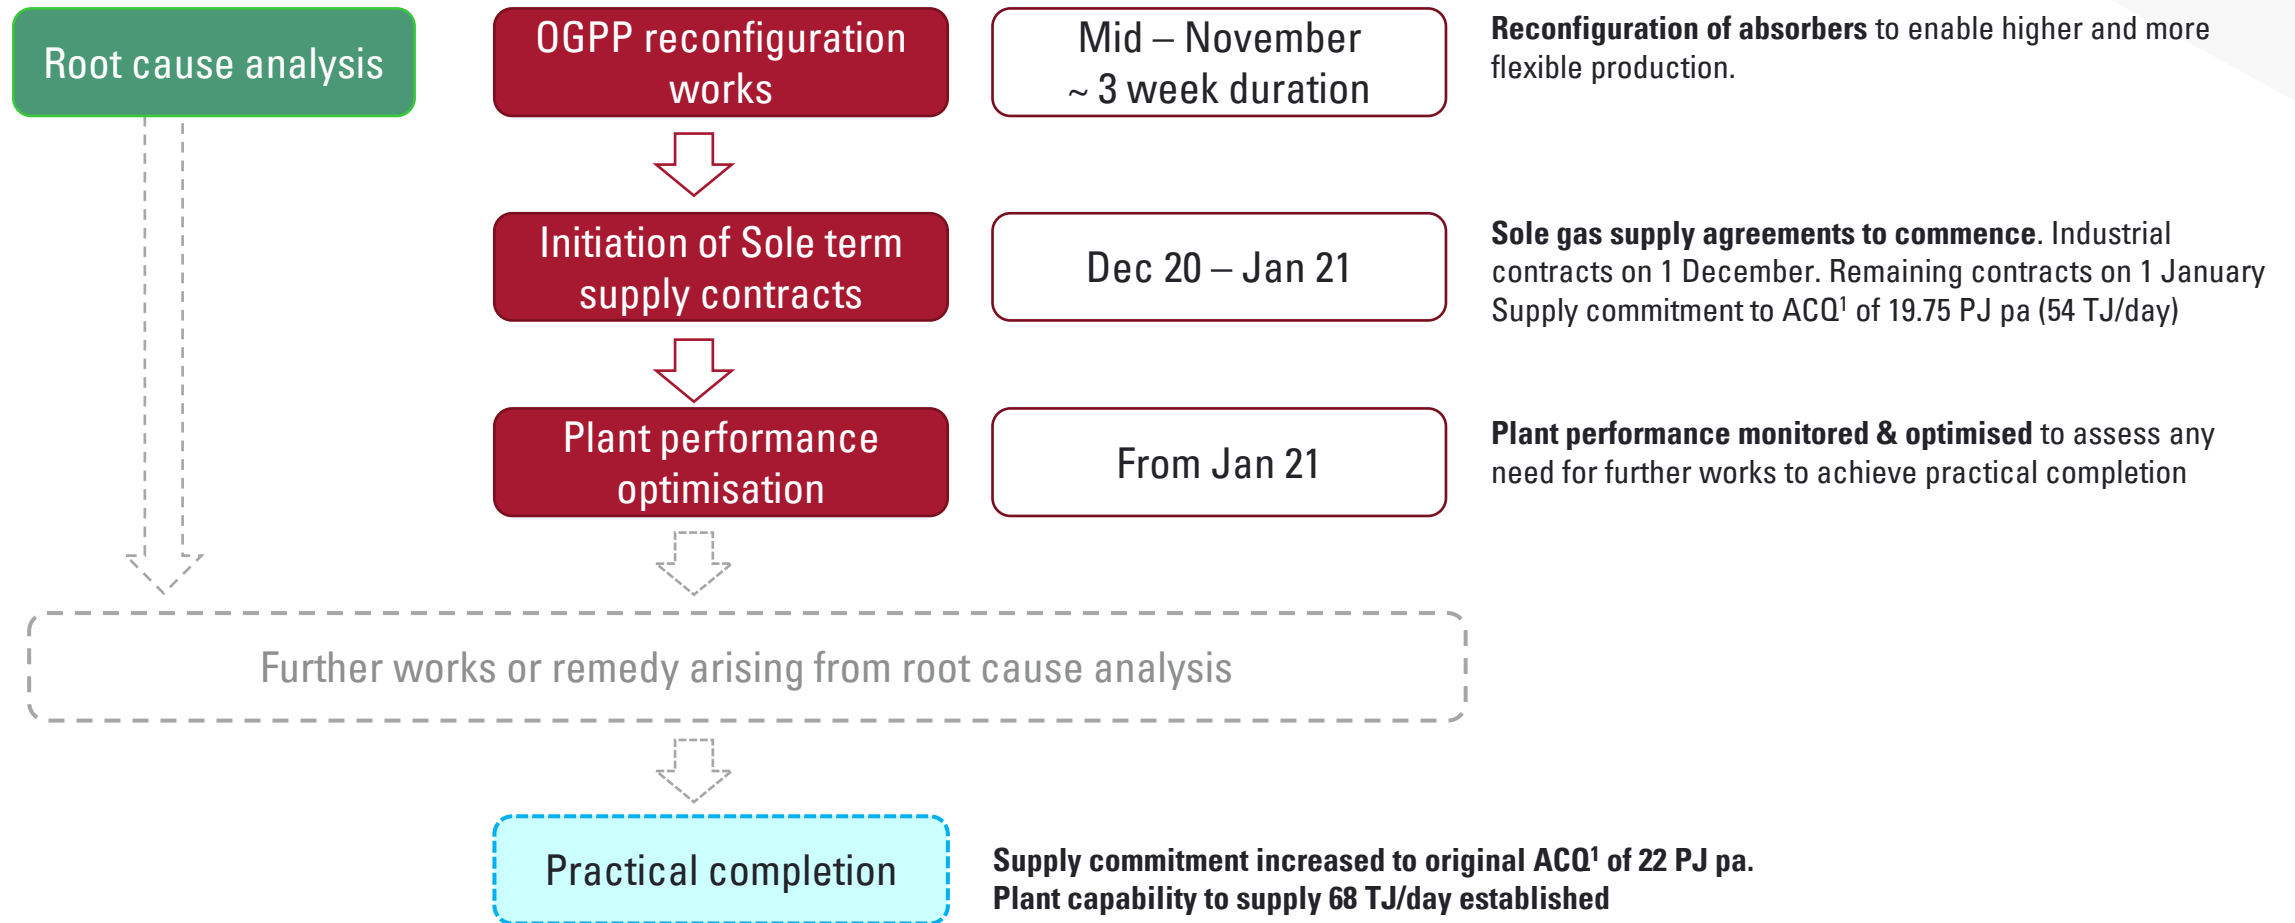 Root cause analysis
OGPP reconfiguration
works
Mid – November
~ 3 week duration
Reconfiguration of absorbers to enable higher and more
flexible production.
Initiation of Sole term
supply contracts
Dec 20 – Jan 21
Sole gas supply agreements to commence. Industrial
contracts on 1 December. Remaining contracts on 1 January
Supply commitment to ACQ¹ of 19.75 PJ pa (54 TJ/day)
Plant performance
optimisation
From Jan 21
Plant performance monitored & optimised to assess any
need for further works to achieve practical completion
Further works or remedy arising from root cause analysis
Practical completion
Supply commitment increased to original ACQ¹ of 22 PJ pa.
Plant capability to supply 68 TJ/day established